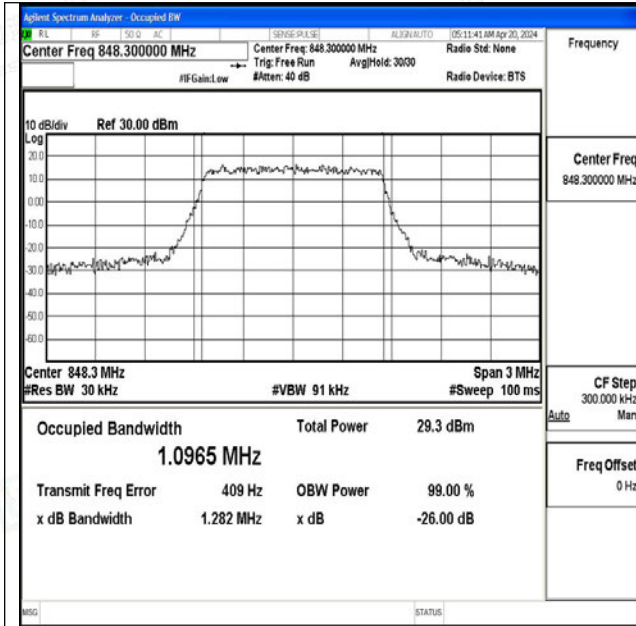 Agilent Spectrum Analyzer - Occupied BW
RL RF 50 Ω AC SENSE:PULSE ALIGNAUTO 05:11:41 AM Apr 20, 2024
Center Freq 848.300000 MHz
Center Freq: 848.300000 MHz
Radio Std: None
Trig: Free Run Avg|Hold: 30/30
#IFGain:Low #Atten: 40 dB
Radio Device: BTS
10 dB/div Ref 30.00 dBm
Log
20.0
10.0
0.00
-10.0
-20.0
-30.0
-40.0
-50.0
-60.0
Center 848.3 MHz Span 3 MHz
#Res BW 30 kHz #VBW 91 kHz #Sweep 100 ms
Occupied Bandwidth Total Power 29.3 dBm
1.0965 MHz
Transmit Freq Error 409 Hz OBW Power 99.00 %
x dB Bandwidth 1.282 MHz x dB -26.00 dB
MSG STATUS
Frequency
Center Freq
848.300000 MHz
CF Step
300.000 kHz
Auto Man
Freq Offset
0 Hz